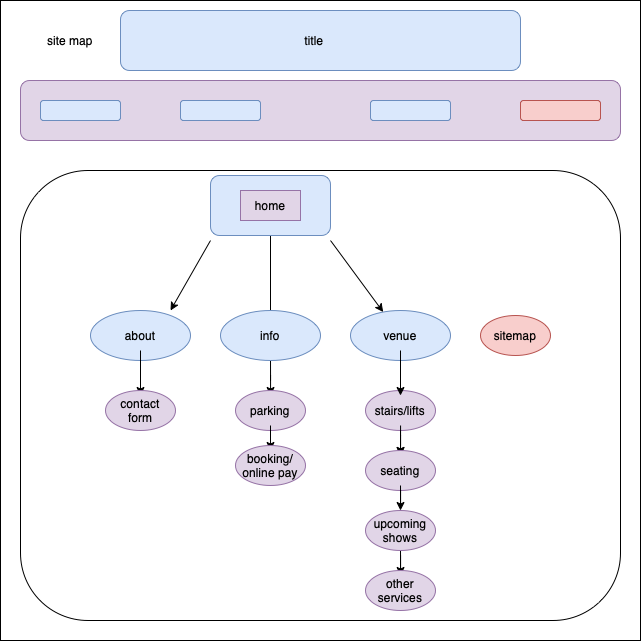 site map
title
home
about
info
venue
sitemap
contact
form
parking
stairs/lifts
booking/
online pay
seating
upcoming
shows
other
services